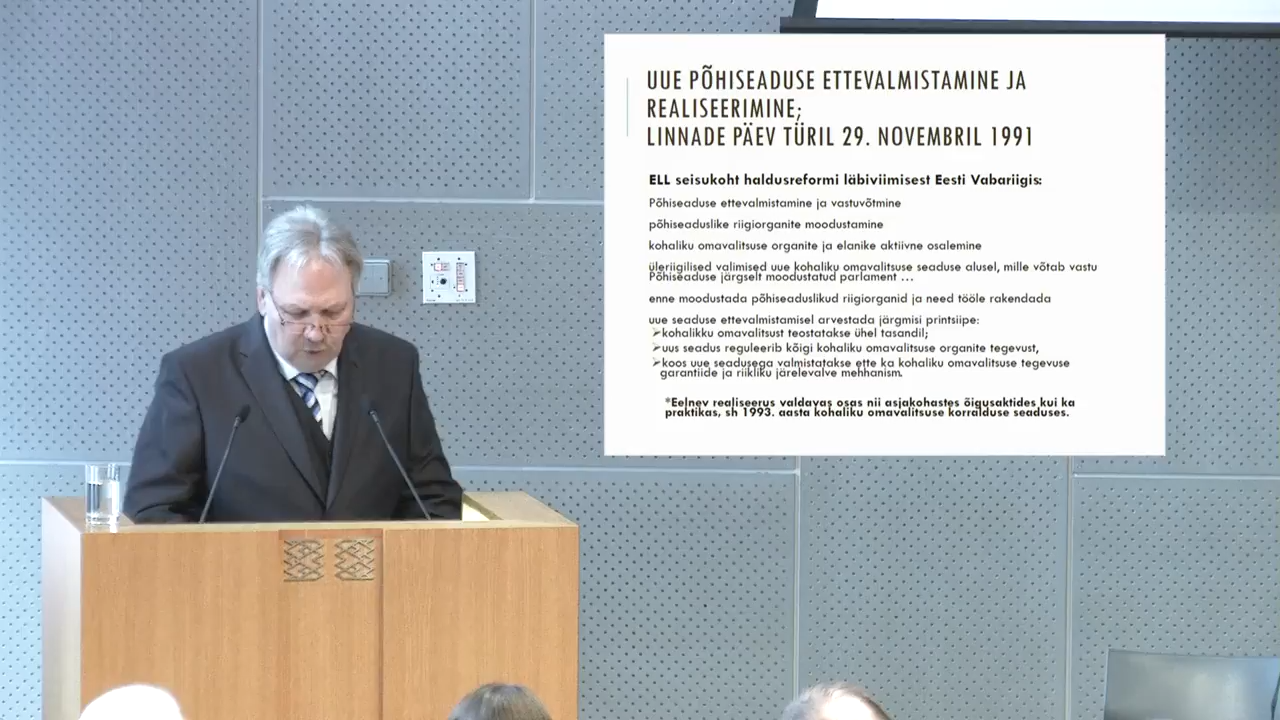 UUE PÕHISEADUSE ETTEVALMISTAMINE JA
REALISEERIMINE;
LINNADE PÄEV TÜRIL 29. NOVEMBRIL 1991
ELL seisukoht haldusreformi läbiviimisest Eesti Vabariigis:
Põhiseaduse ettevalmistamine ja vastuvõtmine
põhiseaduslike riigiorganite moodustamine
kohaliku omavalitsuse organite ja elanike aktiivne osalemine
üleriigilised valimised uue kohaliku omavalitsuse seaduse alusel, mille võtab vastu
Põhiseaduse järgselt moodustatud parlament ...
enne moodustada põhiseaduslikud riigiorganid ja need tööle rakendada
uue seaduse ettevalmistamisel arvestada järgmisi printsiipe:
➢kohalikku omavalitsust teostatakse ühel tasandil;
➢uus seadus reguleerib kõigi kohaliku omavalitsuse organite tegevust,
➢koos uue seadusega valmistatakse ette ka kohaliku omavalitsuse tegevuse
garantiide ja riikliku järelevalve mehhanism.
*Eelnev realiseerus valdavas osas nii asjakohastes õigusaktides kui ka
praktikas, sh 1993. aasta kohaliku omavalitsuse korralduse seaduses.